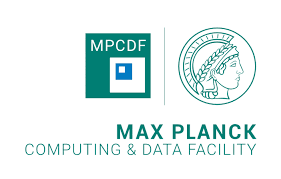 MPCDF
MAX PLANCK
COMPUTING & DATA FACILITY